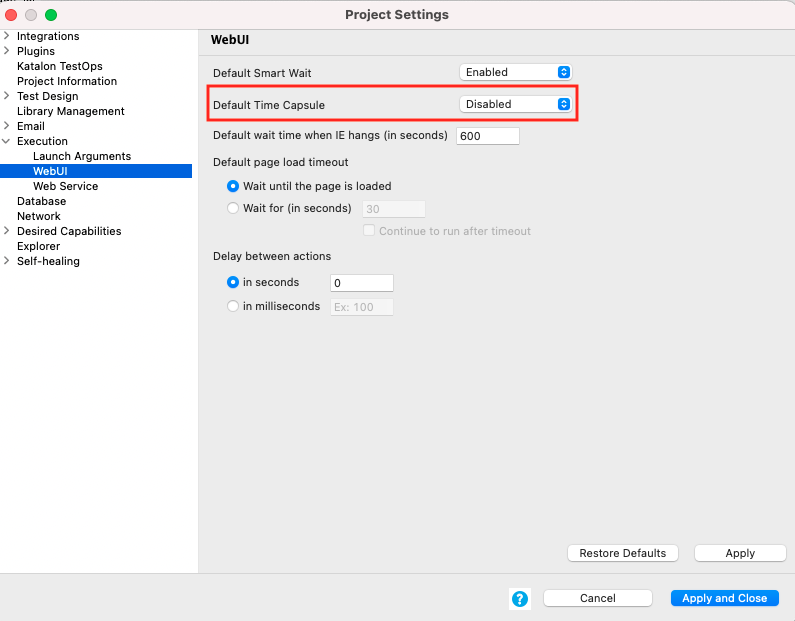 Project Settings
Integrations
Plugins
Katalon TestOps
Project Information
Test Design
Library Management
Email
Execution
Launch Arguments
WebUI
Web Service
Database
Network
Desired Capabilities
Explorer
Self-healing
WebUI
Default Smart Wait Enabled
Default Time Capsule Disabled
Default wait time when IE hangs (in seconds) 600
Default page load timeout
Wait until the page is loaded
Wait for (in seconds) 30
Continue to run after timeout
Delay between actions
in seconds 0
in milliseconds Ex: 100
Restore Defaults Apply
? Cancel Apply and Close